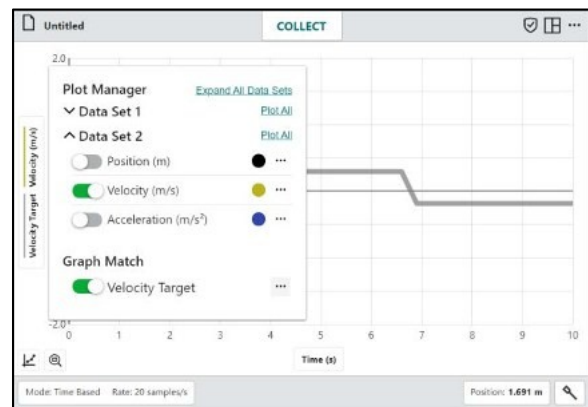 Untitled
COLLECT
2.0
Plot Manager Expand All Data Sets
Data Set 1 Plot All
Data Set 2 Plot All
Position (m)
Velocity (m/s)
Acceleration (m/s²)
Graph Match
Velocity Target
Velocity Target Velocity (m/s)
-2.0
0 1 2 3 4 5 6 7 8 9 10
Time (s)
Mode: Time Based Rate: 20 samples/s Position: 1.691 m